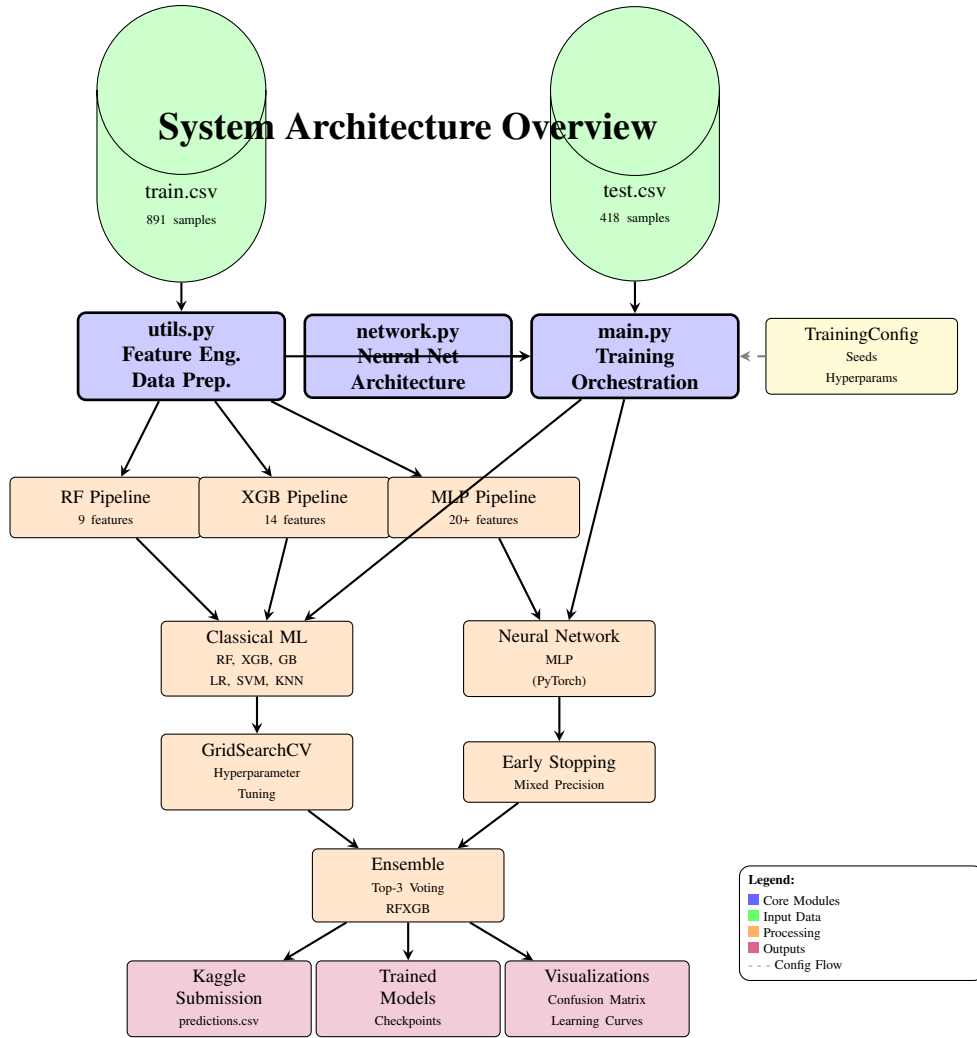 System Architecture Overview
train.csv
891 samples
test.csv
418 samples
utils.py
Feature Eng.
Data Prep.
network.py
Neural Net
Architecture
main.py
Training
Orchestration
TrainingConfig
Seeds
Hyperparams
RF Pipeline
9 features
XGB Pipeline
14 features
MLP Pipeline
20+ features
Classical ML
RF, XGB, GB
LR, SVM, KNN
Neural Network
MLP
(PyTorch)
GridSearchCV
Hyperparameter
Tuning
Early Stopping
Mixed Precision
Ensemble
Top-3 Voting
RFXGB
Kaggle
Submission
predictions.csv
Trained
Models
Checkpoints
Visualizations
Confusion Matrix
Learning Curves
Legend:
Core Modules
Input Data
Processing
Outputs
- - - Config Flow